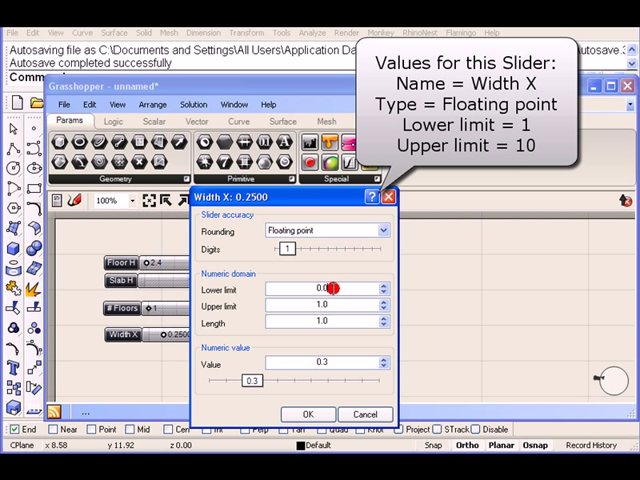 File Edit View Curve Surface Solid Mesh Dimension Transform Tools Analyze Render RhinoNest Flamingo Help
Autosaving file as C:\Documents and Settings\All Users\Application Da
Autosave completed successfully
Comm
Values for this Slider:
Name = Width X
Type = Floating point
Lower limit = 1
Upper limit = 10
Grasshopper - unnamed*
File Edit View Arrange Solution Window Help
Params Logic Scalar Vector Curve Surface Mesh
Geometry Primitive Special
100%
Width X: 0.2500
Slider accuracy
Rounding Floating point
Digits 1
Numeric domain
Lower limit 0.0
Upper limit 1.0
Length 1.0
Numeric value
Value 0.3
0.3
OK Cancel
Floor H 2.4
Slab H
# Floors 1
Width X 0.2500
...
End Near Point Mid Cen Int Perp Tan Quad Knot Project STrack Disable
CPlane x 8.58 y 11.92 z 0.00 Default Snap Ortho Planar Osnap Record History